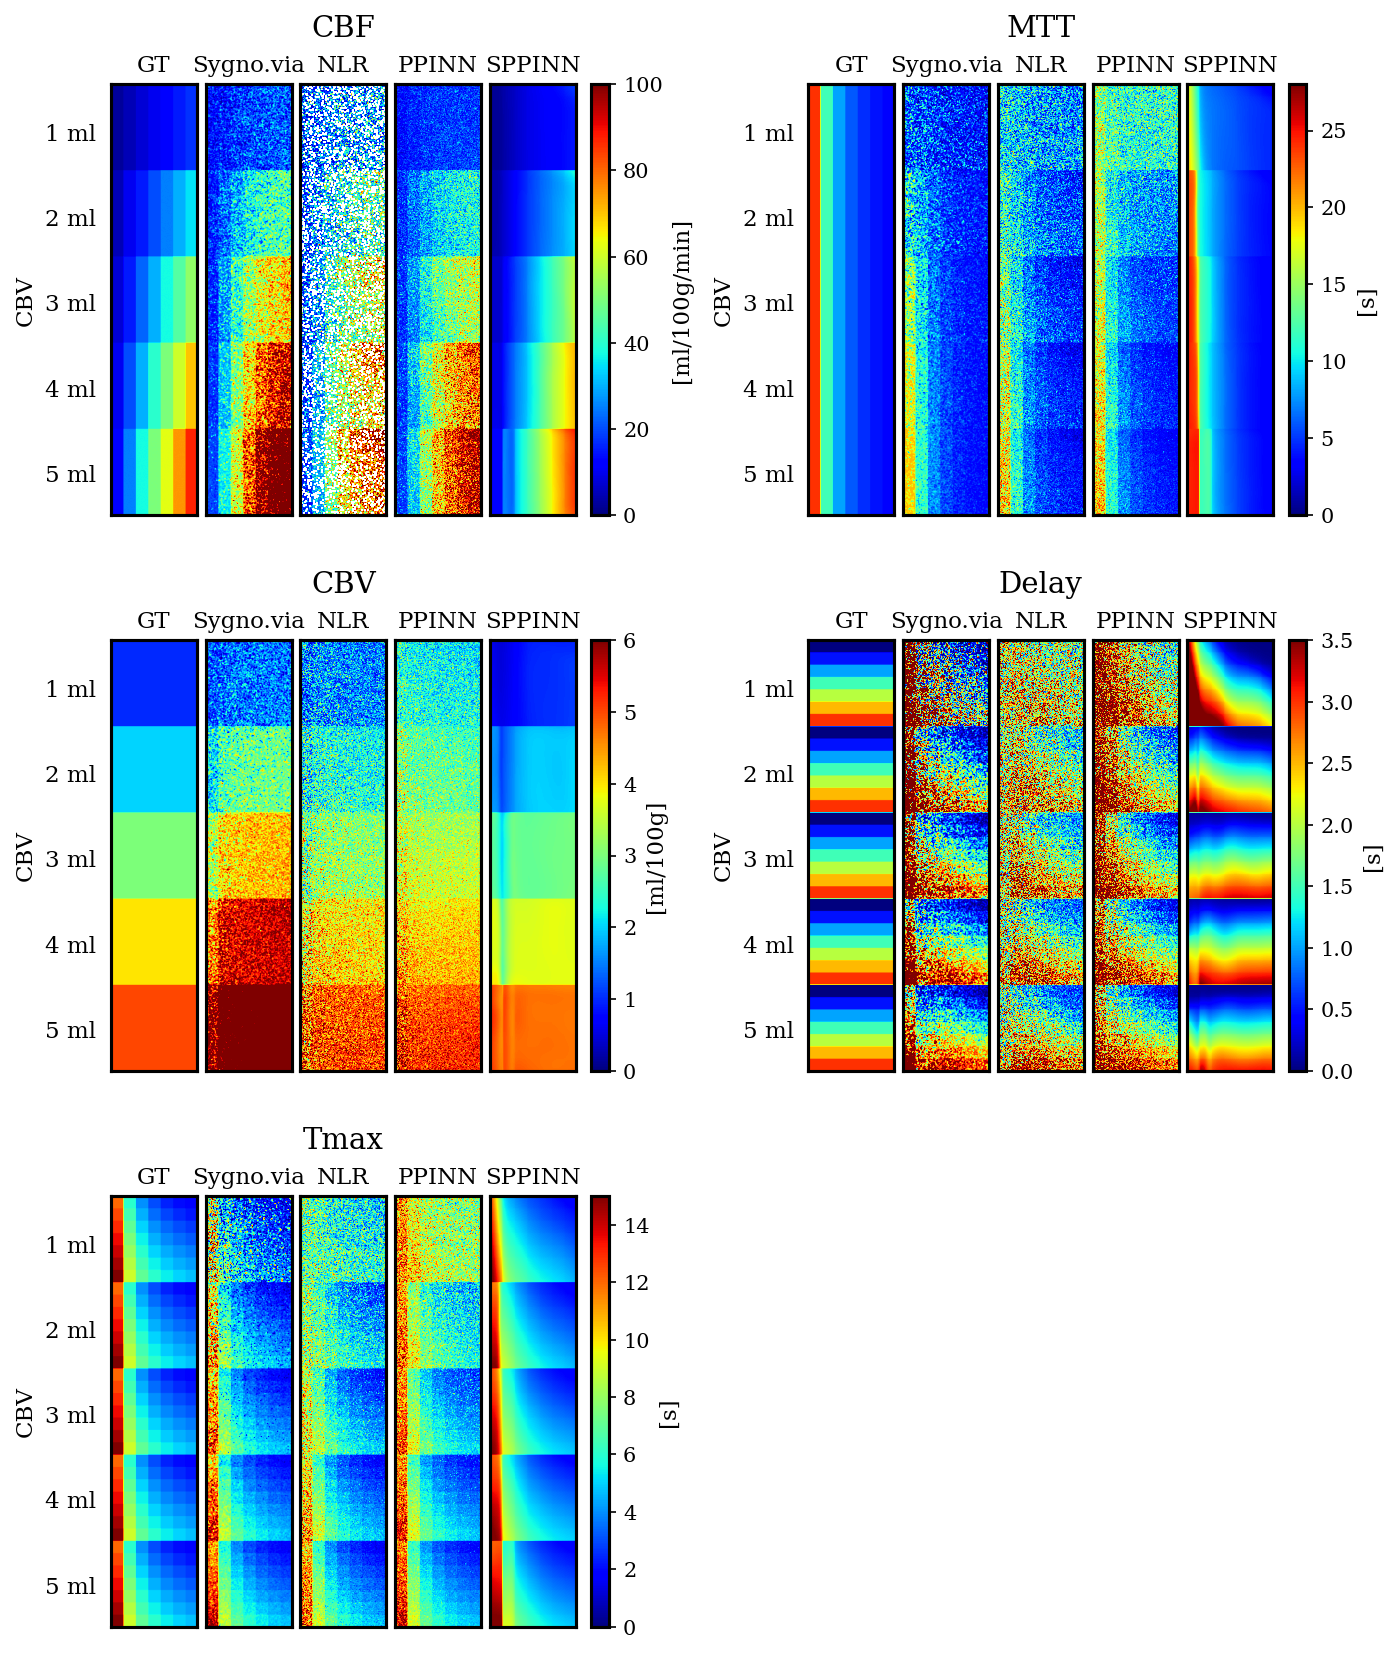 CBF
GT Sygno.via NLR PPINN SPPINN
1 ml
2 ml
3 ml
4 ml
5 ml
CBV
100
80
60
40
20
0
[ml/100g/min]
MTT
GT Sygno.via NLR PPINN SPPINN
1 ml
2 ml
3 ml
4 ml
5 ml
CBV
25
20
15
10
5
0
[s]
CBV
GT Sygno.via NLR PPINN SPPINN
1 ml
2 ml
3 ml
4 ml
5 ml
CBV
6
5
4
3
2
1
0
[ml/100g]
Delay
GT Sygno.via NLR PPINN SPPINN
1 ml
2 ml
3 ml
4 ml
5 ml
CBV
3.5
3.0
2.5
2.0
1.5
1.0
0.5
0.0
[s]
Tmax
GT Sygno.via NLR PPINN SPPINN
1 ml
2 ml
3 ml
4 ml
5 ml
CBV
14
12
10
8
6
4
2
0
[s]